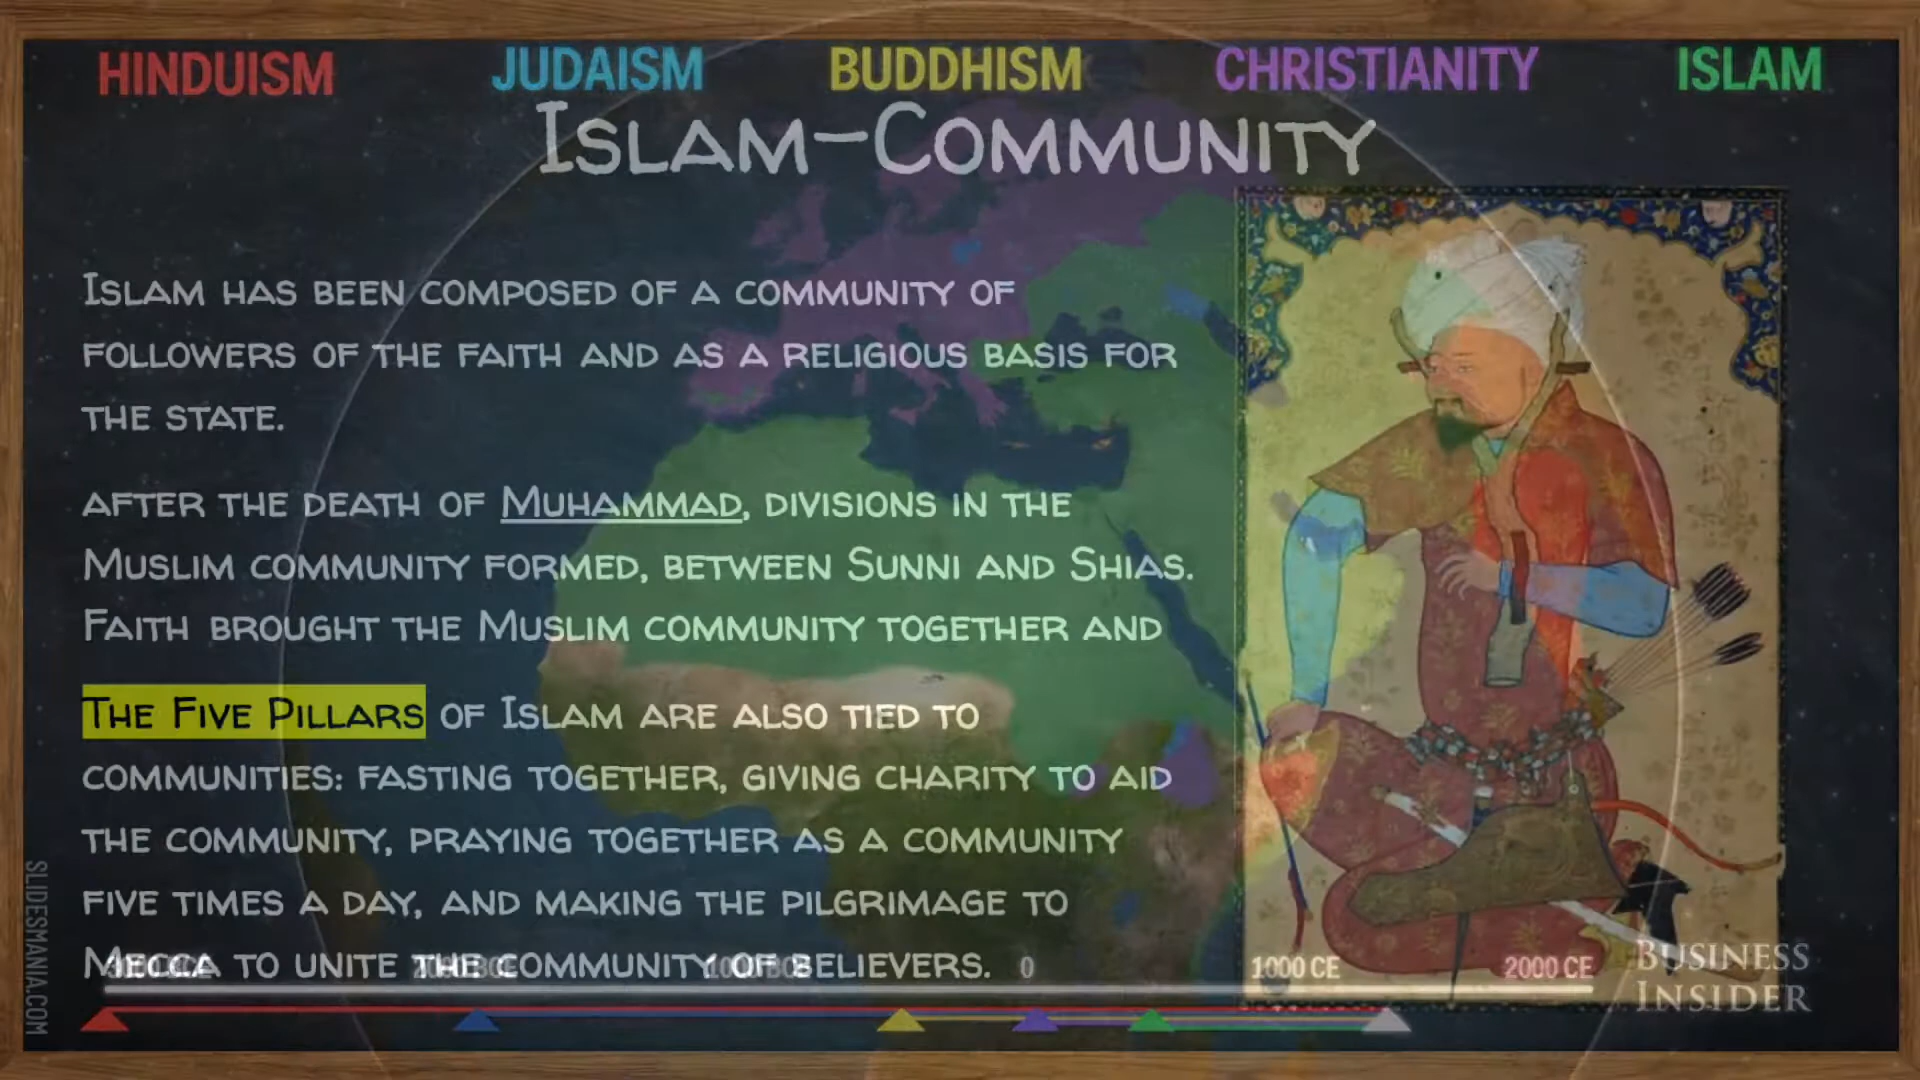 HINDUISM JUDAISM BUDDHISM CHRISTIANITY ISLAM
Islam-Community
Islam has been composed of a community of
followers of the faith and as a religious basis for
the state.
after the death of Muhammad, divisions in the
Muslim community formed, between Sunni and Shias.
Faith brought the Muslim community together and
The Five Pillars of Islam are also tied to
communities: fasting together, giving charity to aid
the community, praying together as a community
five times a day, and making the pilgrimage to
Mecca to unite the community of believers.
0 1000 CE 2000 CE
BUSINESS
INSIDER
SLIDESMANIA.COM